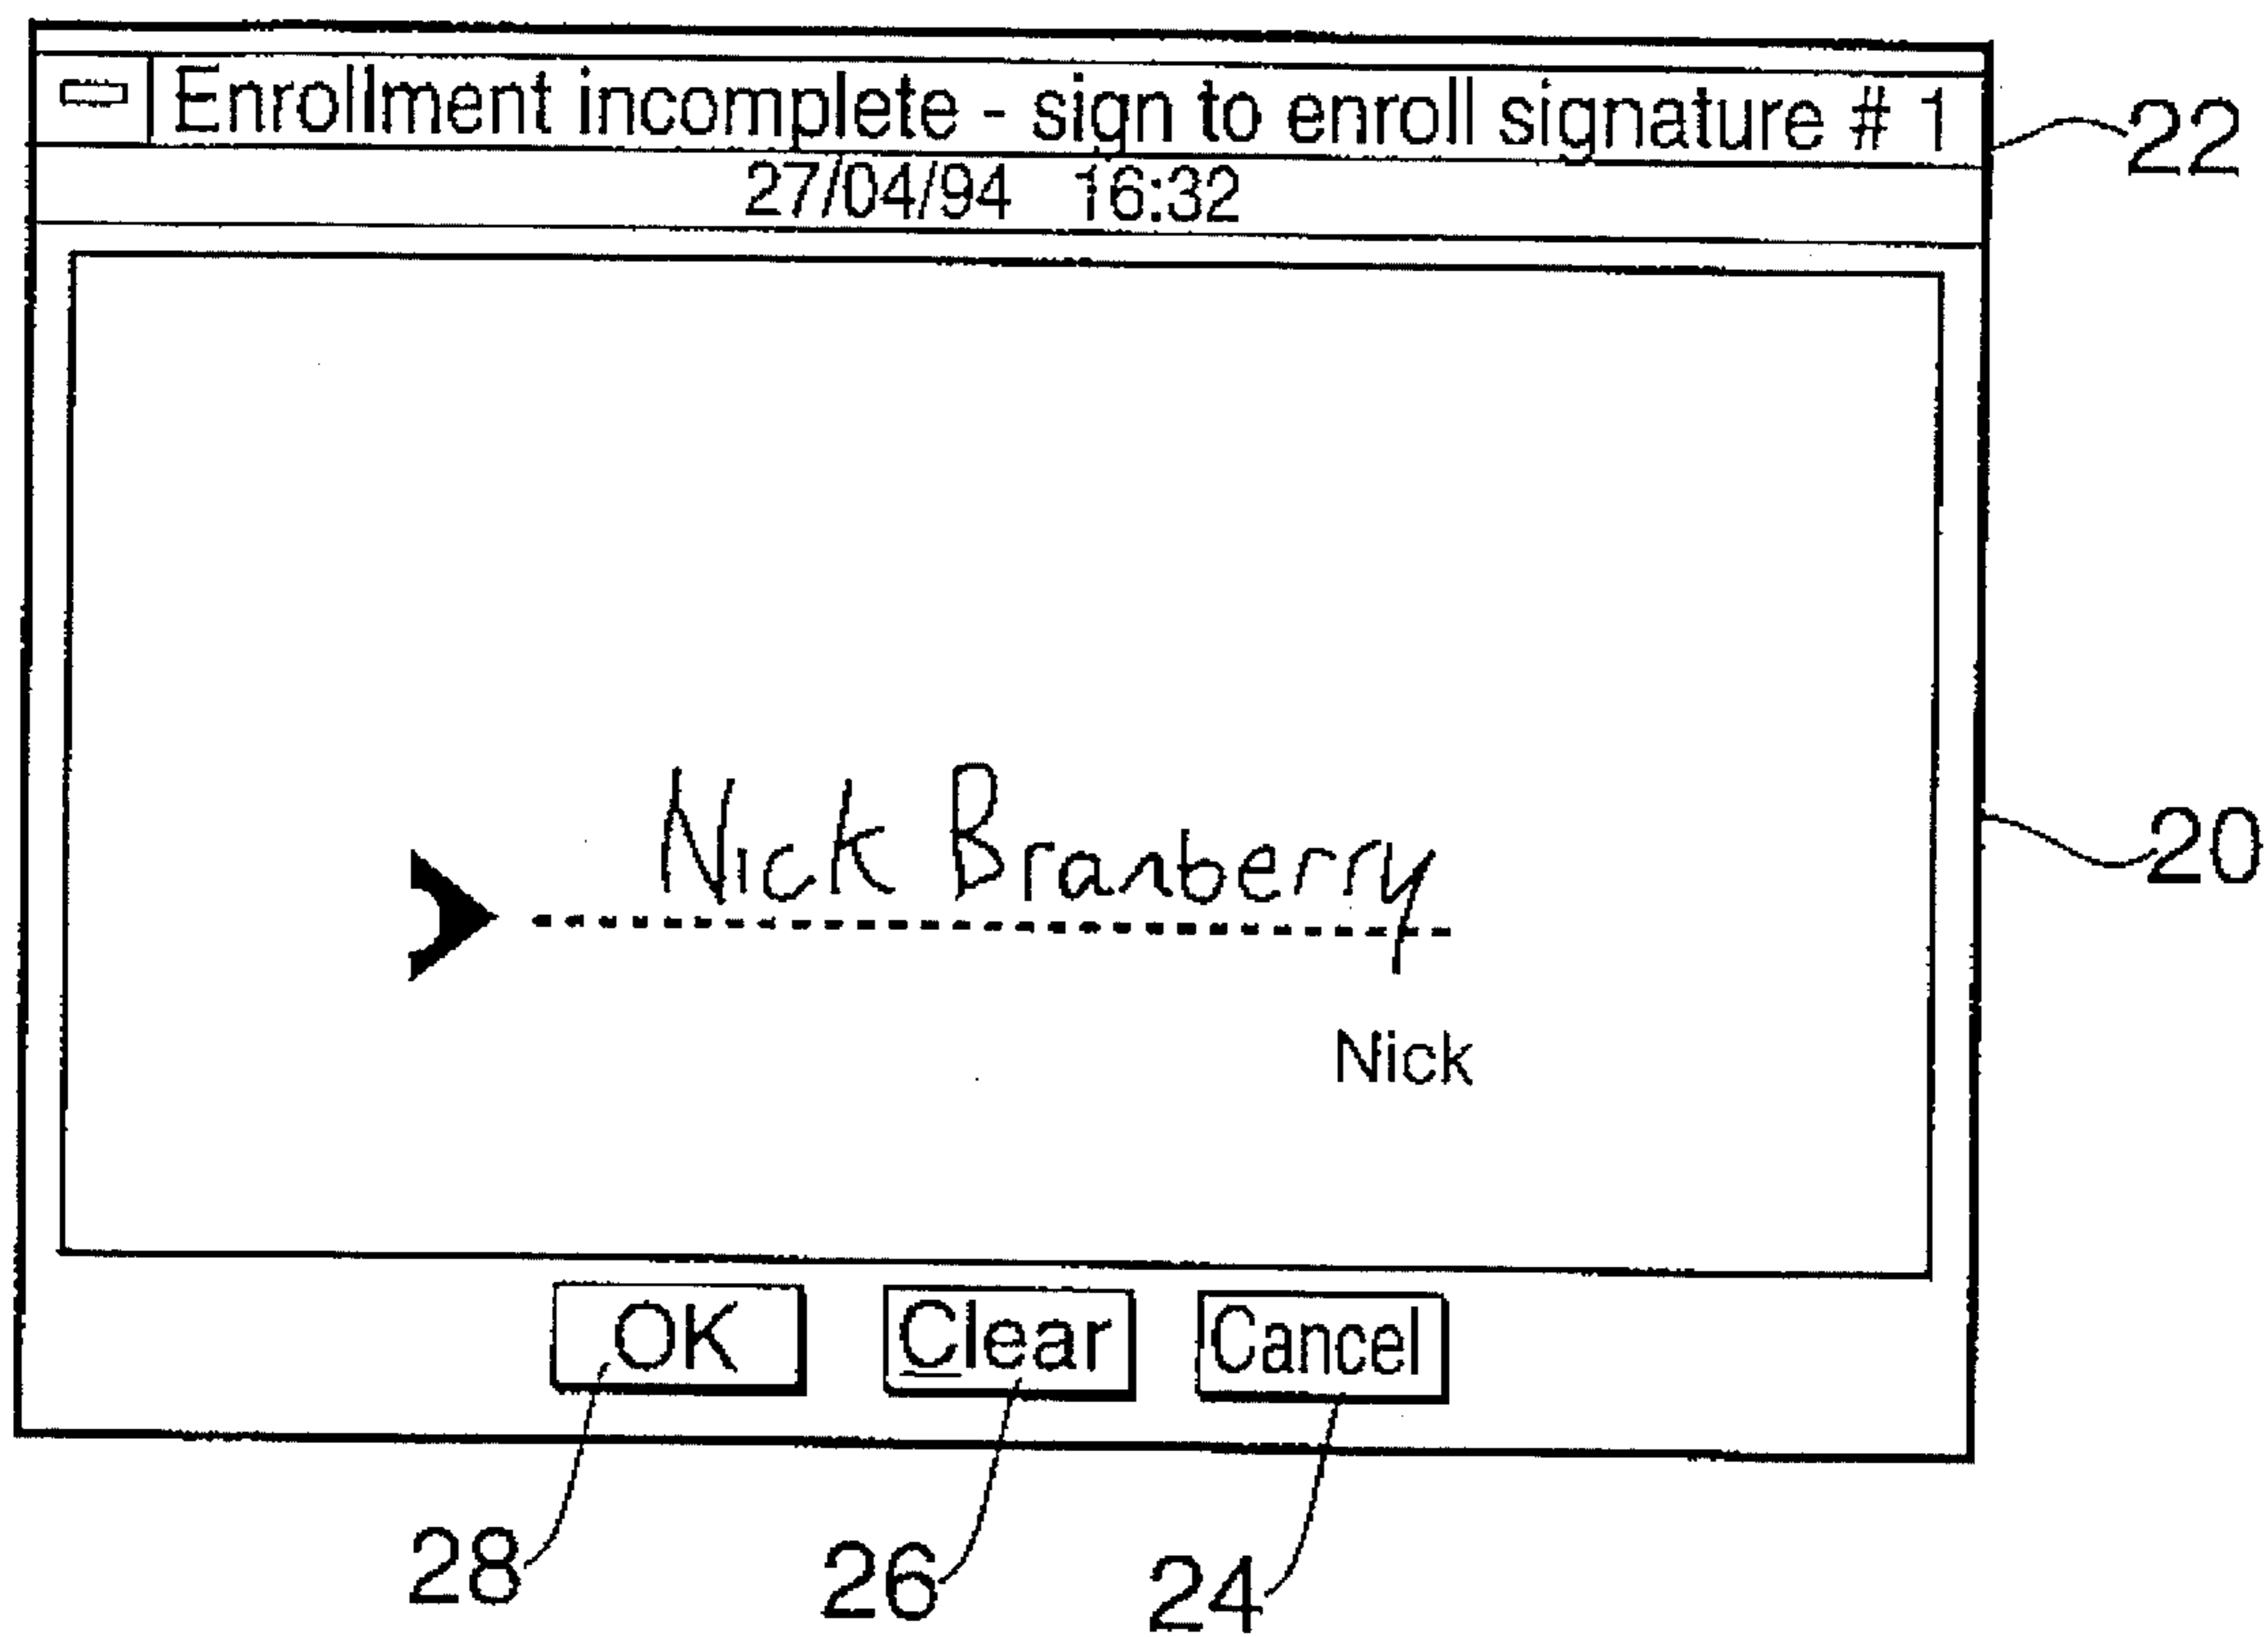 Enrollment incomplete - sign to enroll signature # 1
22
27/04/94 16:32
Nick Branberry
20
Nick
OK Clear Cancel
28 26 24